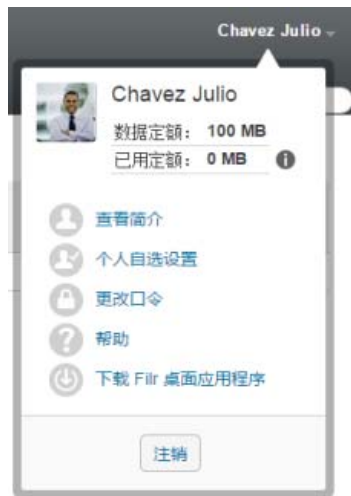 Chavez Julio
Chavez Julio
数据定額： 100 MB
已用定額： 0 MB
查看简介
个人自选设置
更改口令
帮助
下载 Filr 桌面应用程序
注销